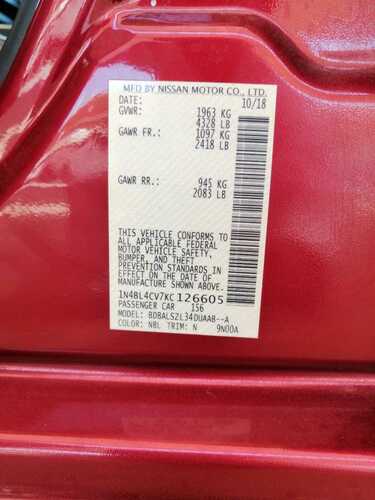 MFD BY NISSAN MOTOR CO., LTD.
DATE: 10/18
GVWR: 1963 KG
4328 LB
GAWR FR.: 1097 KG
2418 LB
GAWR RR.: 945 KG
2083 LB
THIS VEHICLE CONFORMS TO
ALL APPLICABLE FEDERAL
MOTOR VEHICLE SAFETY,
BUMPER, AND THEFT
PREVENTION STANDARDS IN
EFFECT ON THE DATE OF
MANUFACTURE SHOWN ABOVE.
1N4BL4CV7KC126605
PASSENGER CAR 156
MODEL: BDBALSZL34DUAAB--A
COLOR: NBL TRIM: N 9N00A